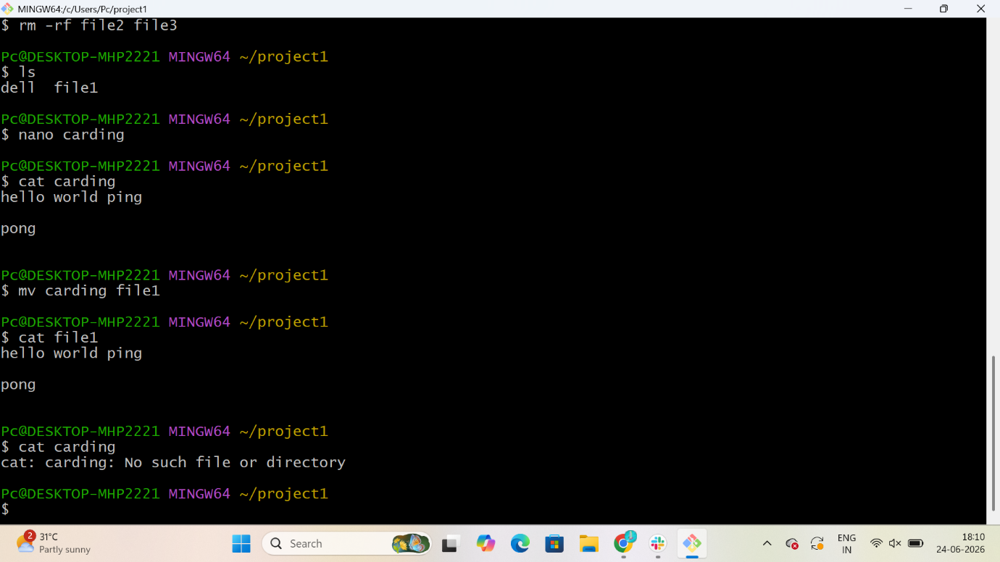 MINGW64:/c/Users/Pc/project1
$ rm -rf file2 file3
Pc@DESKTOP-MHP2221 MINGW64 ~/project1
$ ls
dell  file1
Pc@DESKTOP-MHP2221 MINGW64 ~/project1
$ nano carding
Pc@DESKTOP-MHP2221 MINGW64 ~/project1
$ cat carding
hello world ping
pong
Pc@DESKTOP-MHP2221 MINGW64 ~/project1
$ mv carding file1
Pc@DESKTOP-MHP2221 MINGW64 ~/project1
$ cat file1
hello world ping
pong
Pc@DESKTOP-MHP2221 MINGW64 ~/project1
$ cat carding
cat: carding: No such file or directory
Pc@DESKTOP-MHP2221 MINGW64 ~/project1
$
2
31°C
Partly sunny
Search
ENG
IN
18:10
24-06-2026